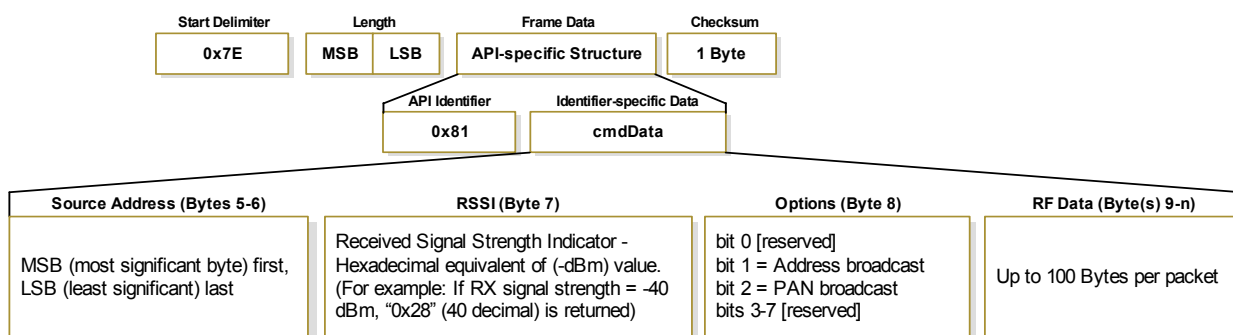 Start Delimiter
Length
Frame Data
Checksum
0x7E
MSB
LSB
API-specific Structure
1 Byte
API Identifier
Identifier-specific Data
0x81
cmdData
Source Address (Bytes 5-6)
MSB (most significant byte) first,
LSB (least significant) last
RSSI (Byte 7)
Received Signal Strength Indicator -
Hexadecimal equivalent of (-dBm) value.
(For example: If RX signal strength = -40
dBm, “0x28” (40 decimal) is returned)
Options (Byte 8)
bit 0 [reserved]
bit 1 = Address broadcast
bit 2 = PAN broadcast
bits 3-7 [reserved]
RF Data (Byte(s) 9-n)
Up to 100 Bytes per packet